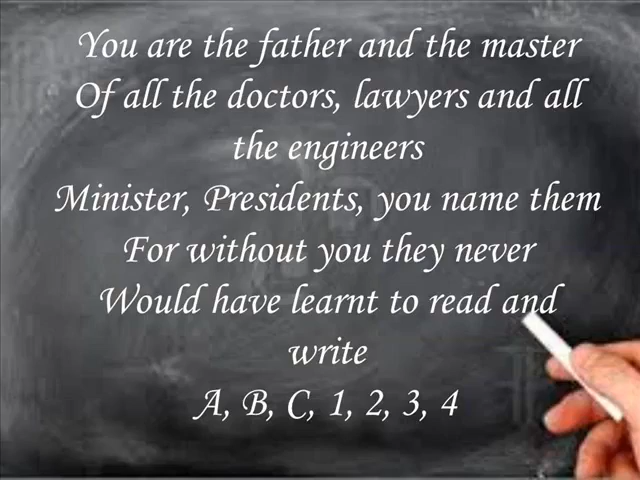 You are the father and the master
Of all the doctors, lawyers and all
the engineers
Minister, Presidents, you name them
For without you they never
Would have learnt to read and
write
A, B, C, 1, 2, 3, 4